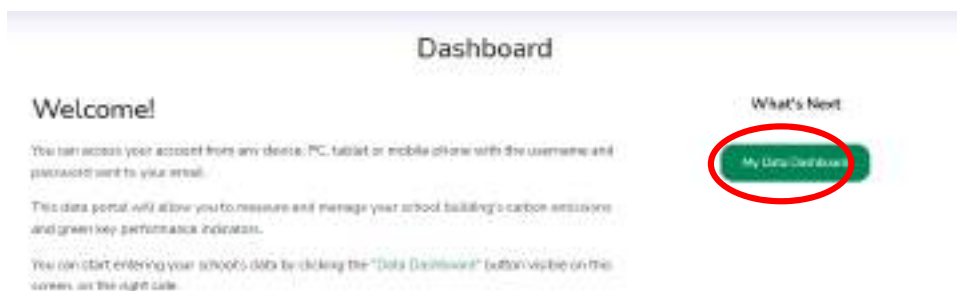 Dashboard
Welcome!
You can access your account from any device: PC, tablet or mobile phone with the username and
password sent to your email.
This data portal will allow you to measure and manage your school building's carbon emissions
and green key performance indicators.
You can start entering your school's data by clicking the "Data Dashboard" button visible on this
screen, on the right side.
What's Next
My Data Dashboard